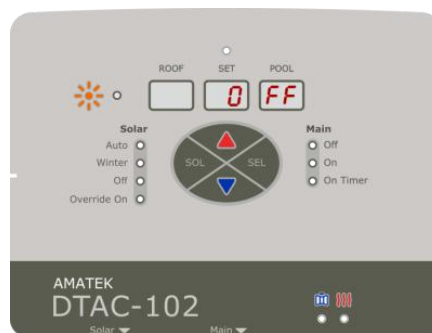 ROOF SET POOL
0 FF
Solar
Auto
Winter
Off
Override On
SOL SEL
Main
Off
On
On Timer
AMATEK
DTAC-102
Solar Main